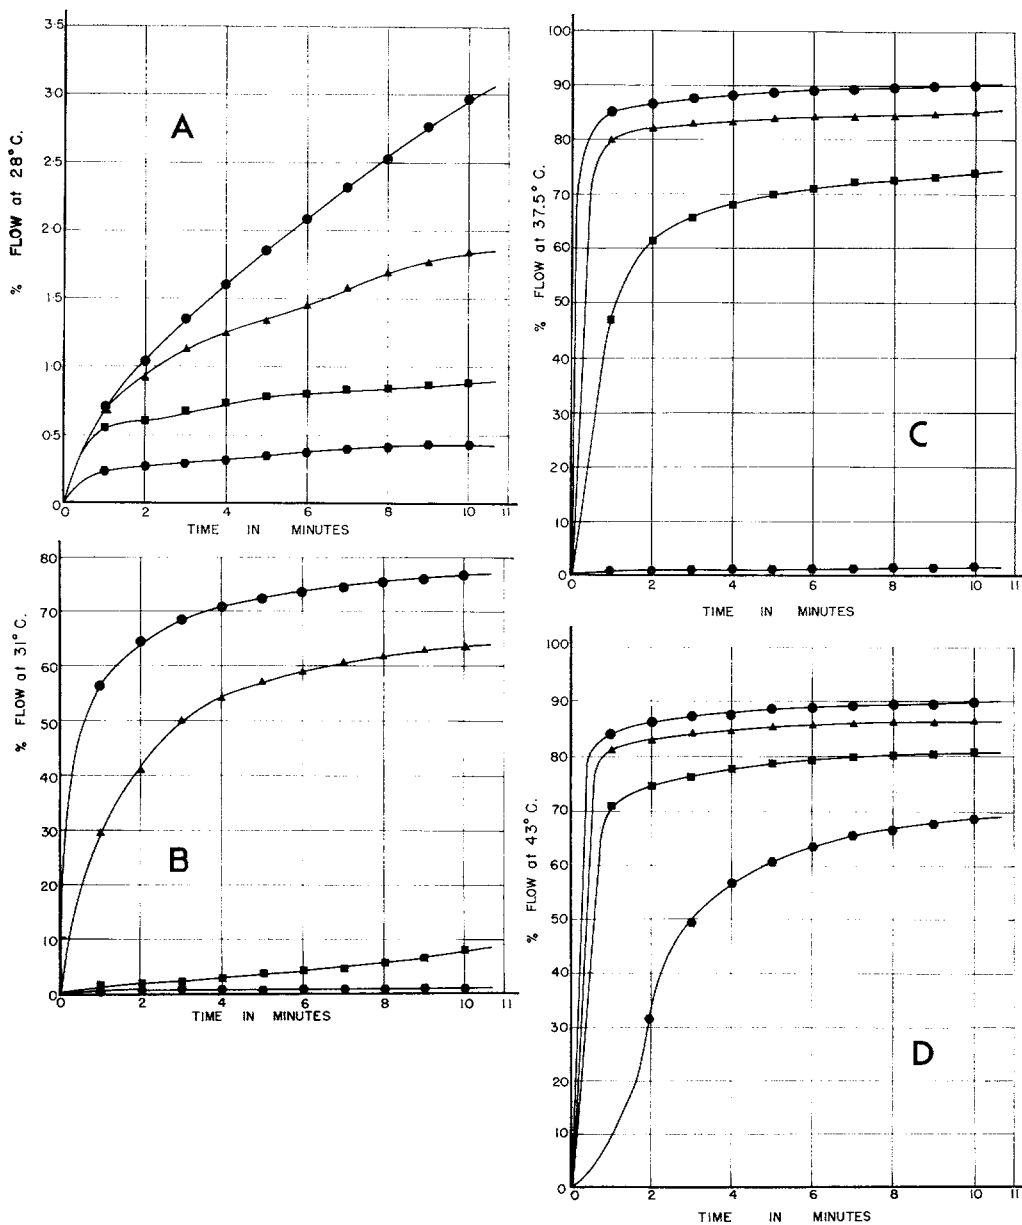 A
% FLOW at 28° C.
3·5
3·0
2·5
2·0
1·5
1·0
0·5
0
0 2 4 6 8 10 11
TIME IN MINUTES
B
% FLOW at 31° C.
80
70
60
50
40
30
20
10
0
0 2 4 6 8 10 11
TIME IN MINUTES
C
% FLOW at 37.5° C.
100
90
80
70
60
50
40
30
20
10
0
0 2 4 6 8 10 11
TIME IN MINUTES
D
% FLOW at 43° C.
100
90
80
70
60
50
40
30
20
10
0
0 2 4 6 8 10 11
TIME IN MINUTES